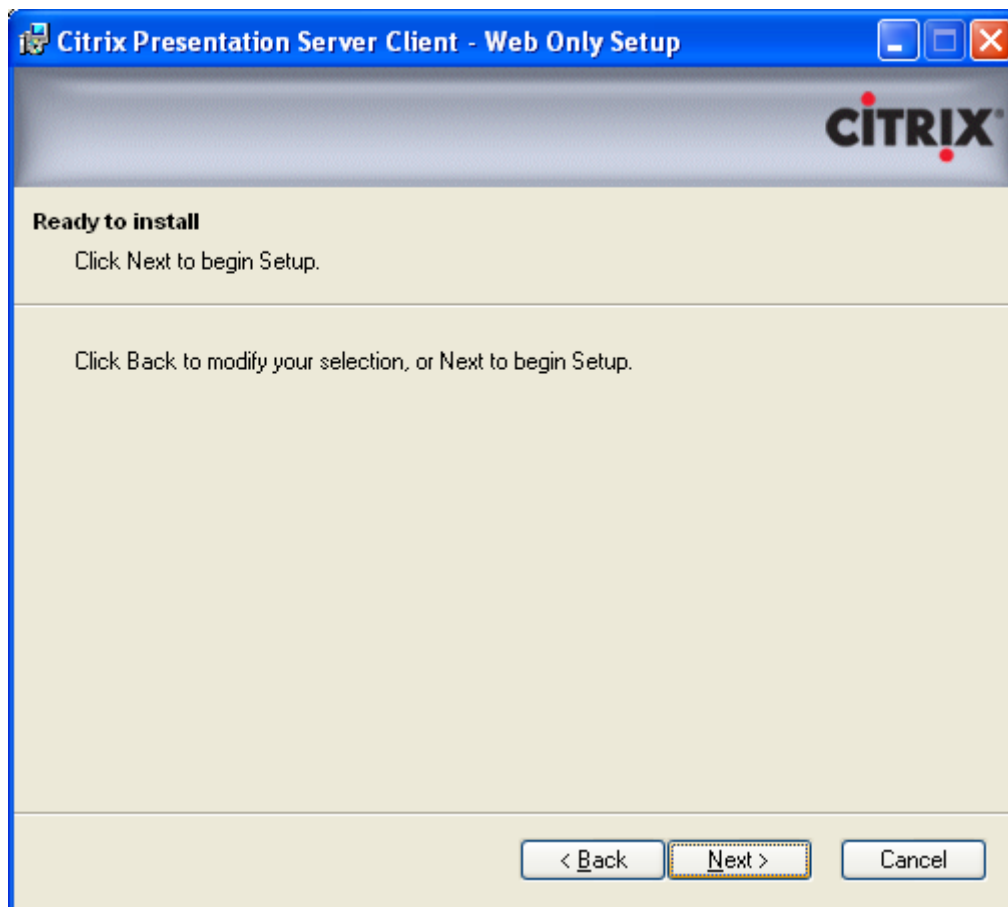 Citrix Presentation Server Client - Web Only Setup
CITRIX®
Ready to install
Click Next to begin Setup.
Click Back to modify your selection, or Next to begin Setup.
< Back
Next >
Cancel